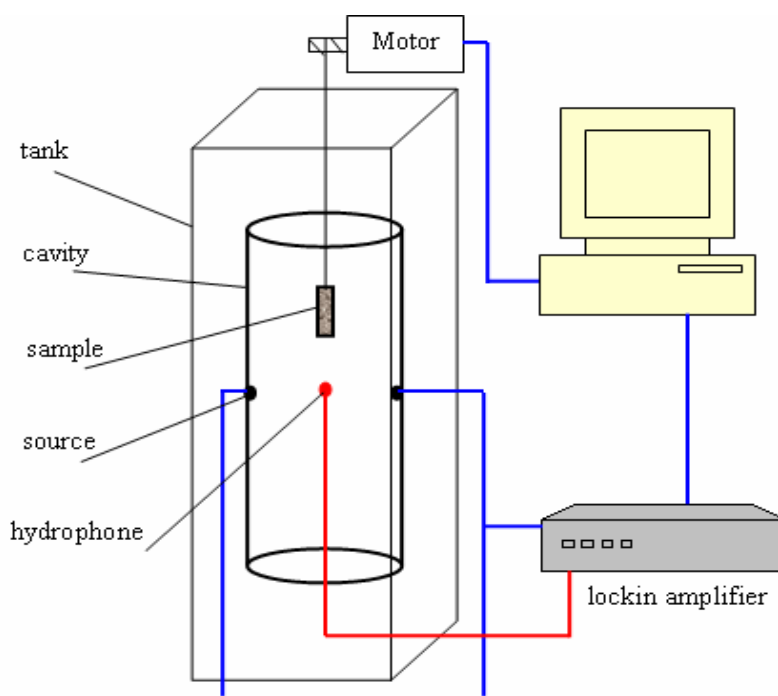 Motor
tank
cavity
sample
source
hydrophone
lockin amplifier